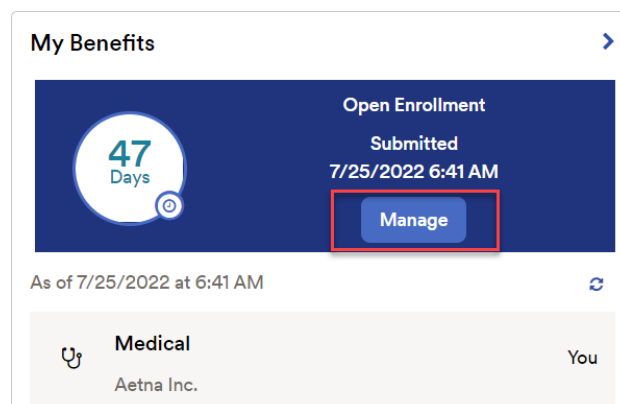 My Benefits
47
Days
Open Enrollment
Submitted
7/25/2022 6:41 AM
Manage
As of 7/25/2022 at 6:41 AM
Medical
You
Aetna Inc.